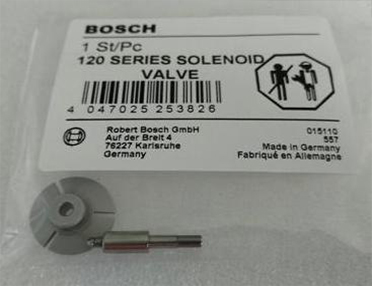 BOSCH
1 St/Pc
120 SERIES SOLENOID
VALVE
4 047025 253826
Robert Bosch GmbH
Auf der Breit 4
76227 Karlsruhe
Germany
BOSCH
015110
557
Made in Germany
Fabriqué en Allemagne